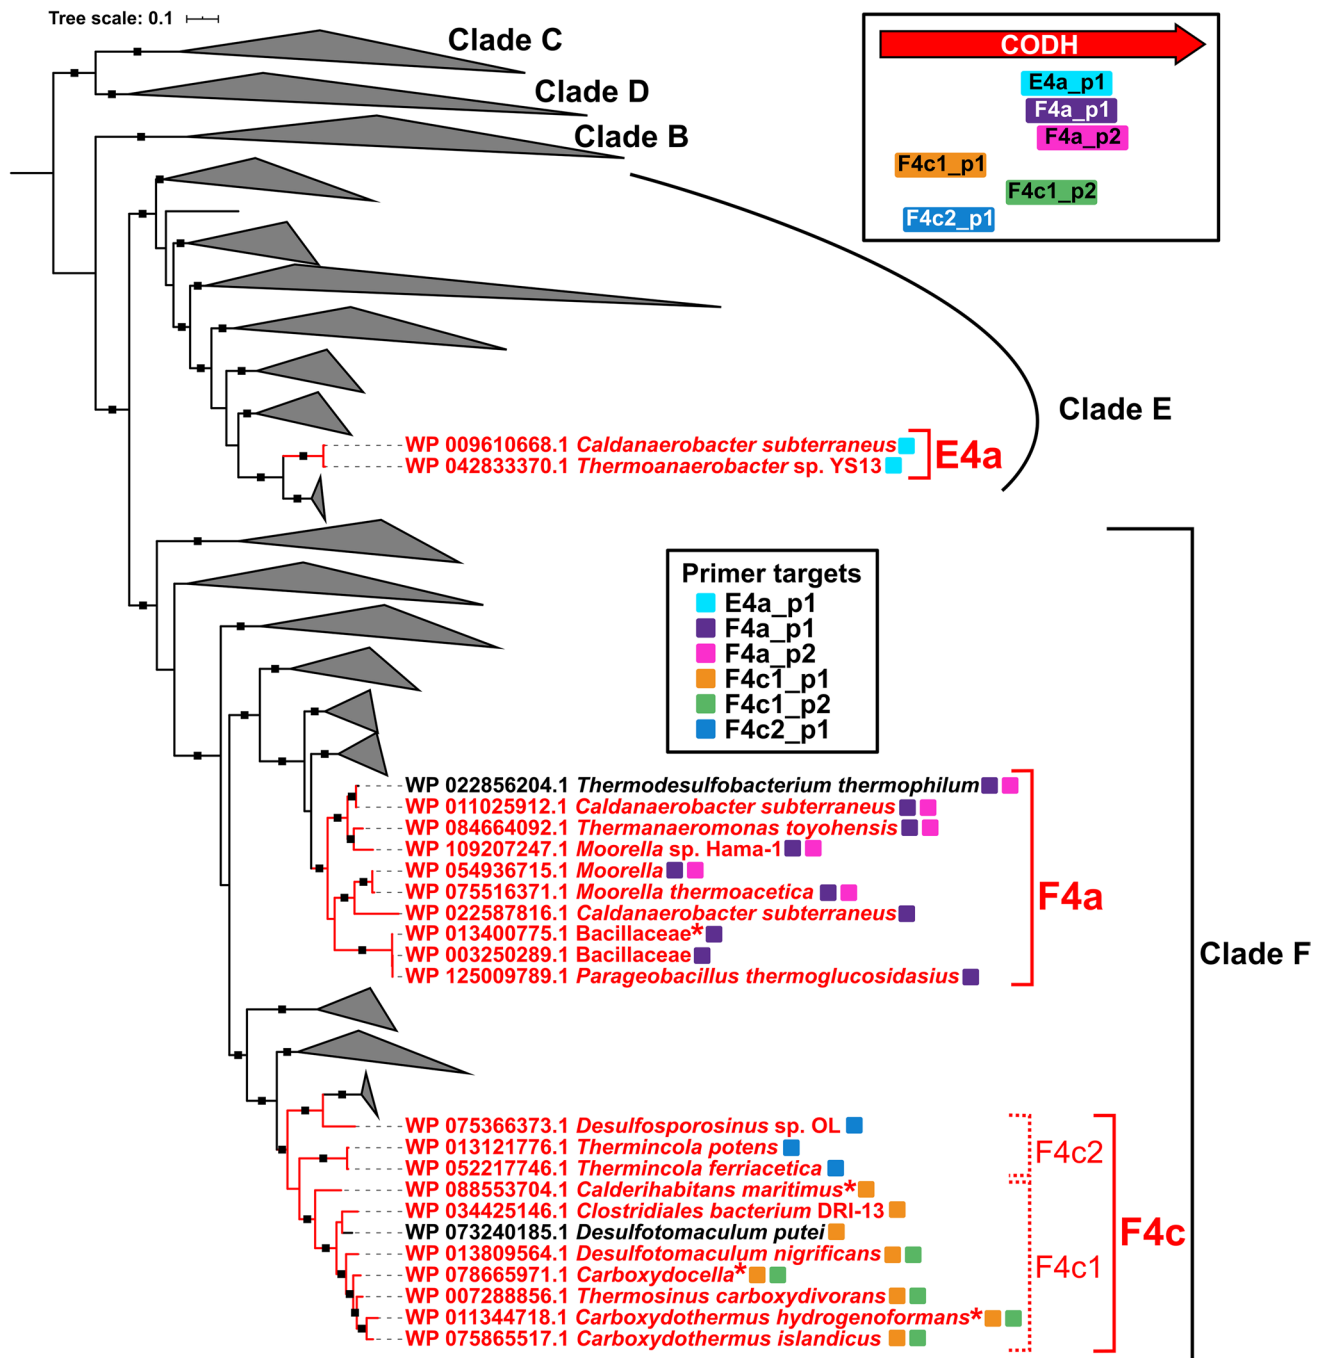 Tree scale: 0.1
Clade C
Clade D
Clade B
CODH
E4a_p1
F4a_p1
F4a_p2
F4c1_p1
F4c1_p2
F4c2_p1
Clade E
WP 009610668.1 Caldanaerobacter subterraneus
WP 042833370.1 Thermoanaerobacter sp. YS13
E4a
Primer targets
E4a_p1
F4a_p1
F4a_p2
F4c1_p1
F4c1_p2
F4c2_p1
WP 022856204.1 Thermodesulfobacterium thermophilum
WP 011025912.1 Caldanaerobacter subterraneus
WP 084664092.1 Thermanaeromonas toyohensis
WP 109207247.1 Moorella sp. Hama-1
WP 054936715.1 Moorella
WP 075516371.1 Moorella thermoacetica
WP 022587816.1 Caldanaerobacter subterraneus
WP 013400775.1 Bacillaceae*
WP 003250289.1 Bacillaceae
WP 125009789.1 Parageobacillus thermoglucosidasius
F4a
Clade F
WP 075366373.1 Desulfosporosinus sp. OL
WP 013121776.1 Thermincola potens
WP 052217746.1 Thermincola ferriacetica
WP 088553704.1 Calderihabitans maritimus*
WP 034425146.1 Clostridiales bacterium DRI-13
WP 073240185.1 Desulfotomaculum putei
WP 013809564.1 Desulfotomaculum nigrificans
WP 078665971.1 Carboxydocella*
WP 007288856.1 Thermosinus carboxydivorans
WP 011344718.1 Carboxydothermus hydrogenoformans*
WP 075865517.1 Carboxydothermus islandicus
F4c2
F4c1
F4c